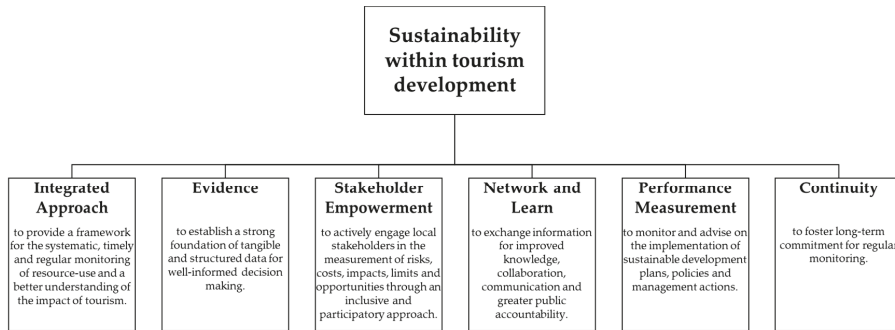 Sustainability
within tourism
development
Integrated
Approach
to provide a framework
for the systematic, timely
and regular monitoring
of resource-use and a
better understanding of
the impact of tourism.
Evidence
to establish a strong
foundation of tangible
and structured data for
well-informed decision
making.
Stakeholder
Empowerment
to actively engage local
stakeholders in the
measurement of risks,
costs, impacts, limits and
opportunities through an
inclusive and
participatory approach.
Network and
Learn
to exchange information
for improved
knowledge,
collaboration,
communication and
greater public
accountability.
Performance
Measurement
to monitor and advise on
the implementation of
sustainable development
plans, policies and
management actions.
Continuity
to foster long-term
commitment for regular
monitoring.